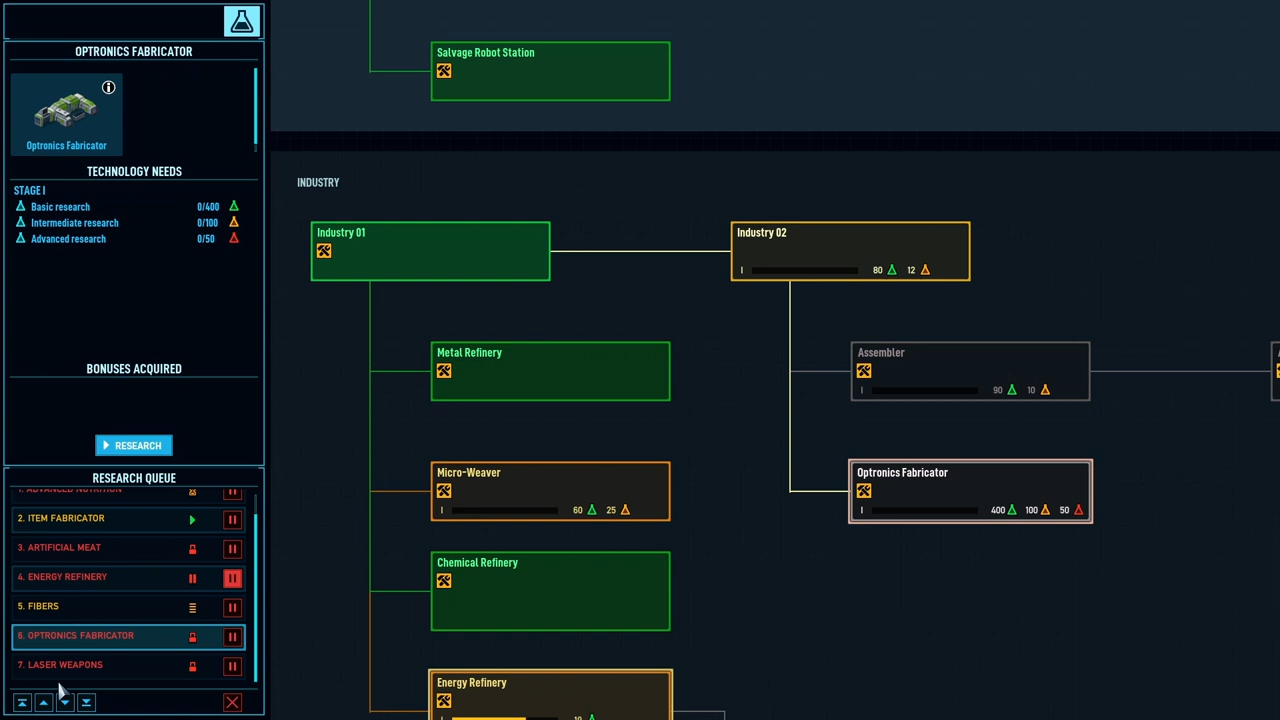 OPTRONICS FABRICATOR
Optronics Fabricator
TECHNOLOGY NEEDS
STAGE I
Basic research 0/400
Intermediate research 0/100
Advanced research 0/50
BONUSES ACQUIRED
RESEARCH
RESEARCH QUEUE
1. ADVANCED NUTRITION
2. ITEM FABRICATOR
3. ARTIFICIAL MEAT
4. ENERGY REFINERY
5. FIBERS
6. OPTRONICS FABRICATOR
7. LASER WEAPONS
Salvage Robot Station
INDUSTRY
Industry 01
Industry 02
I 80 12
Metal Refinery
Assembler
I 90 10
Micro-Weaver
I 60 25
Optronics Fabricator
I 400 100 50
Chemical Refinery
Energy Refinery